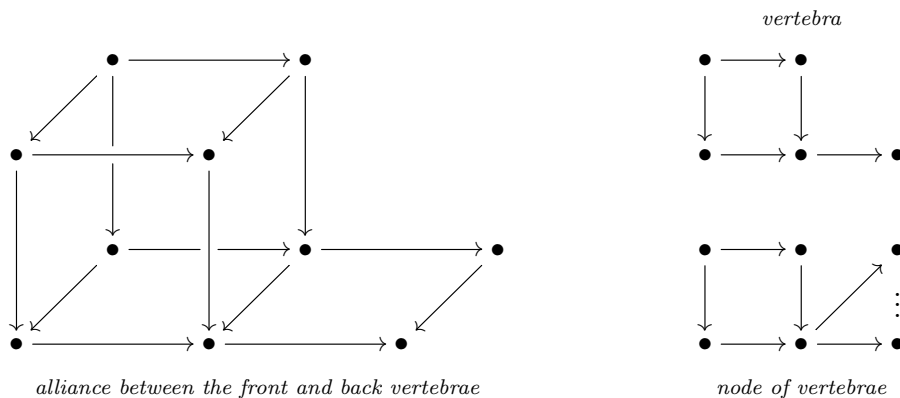 vertebra
alliance between the front and back vertebrae
node of vertebrae